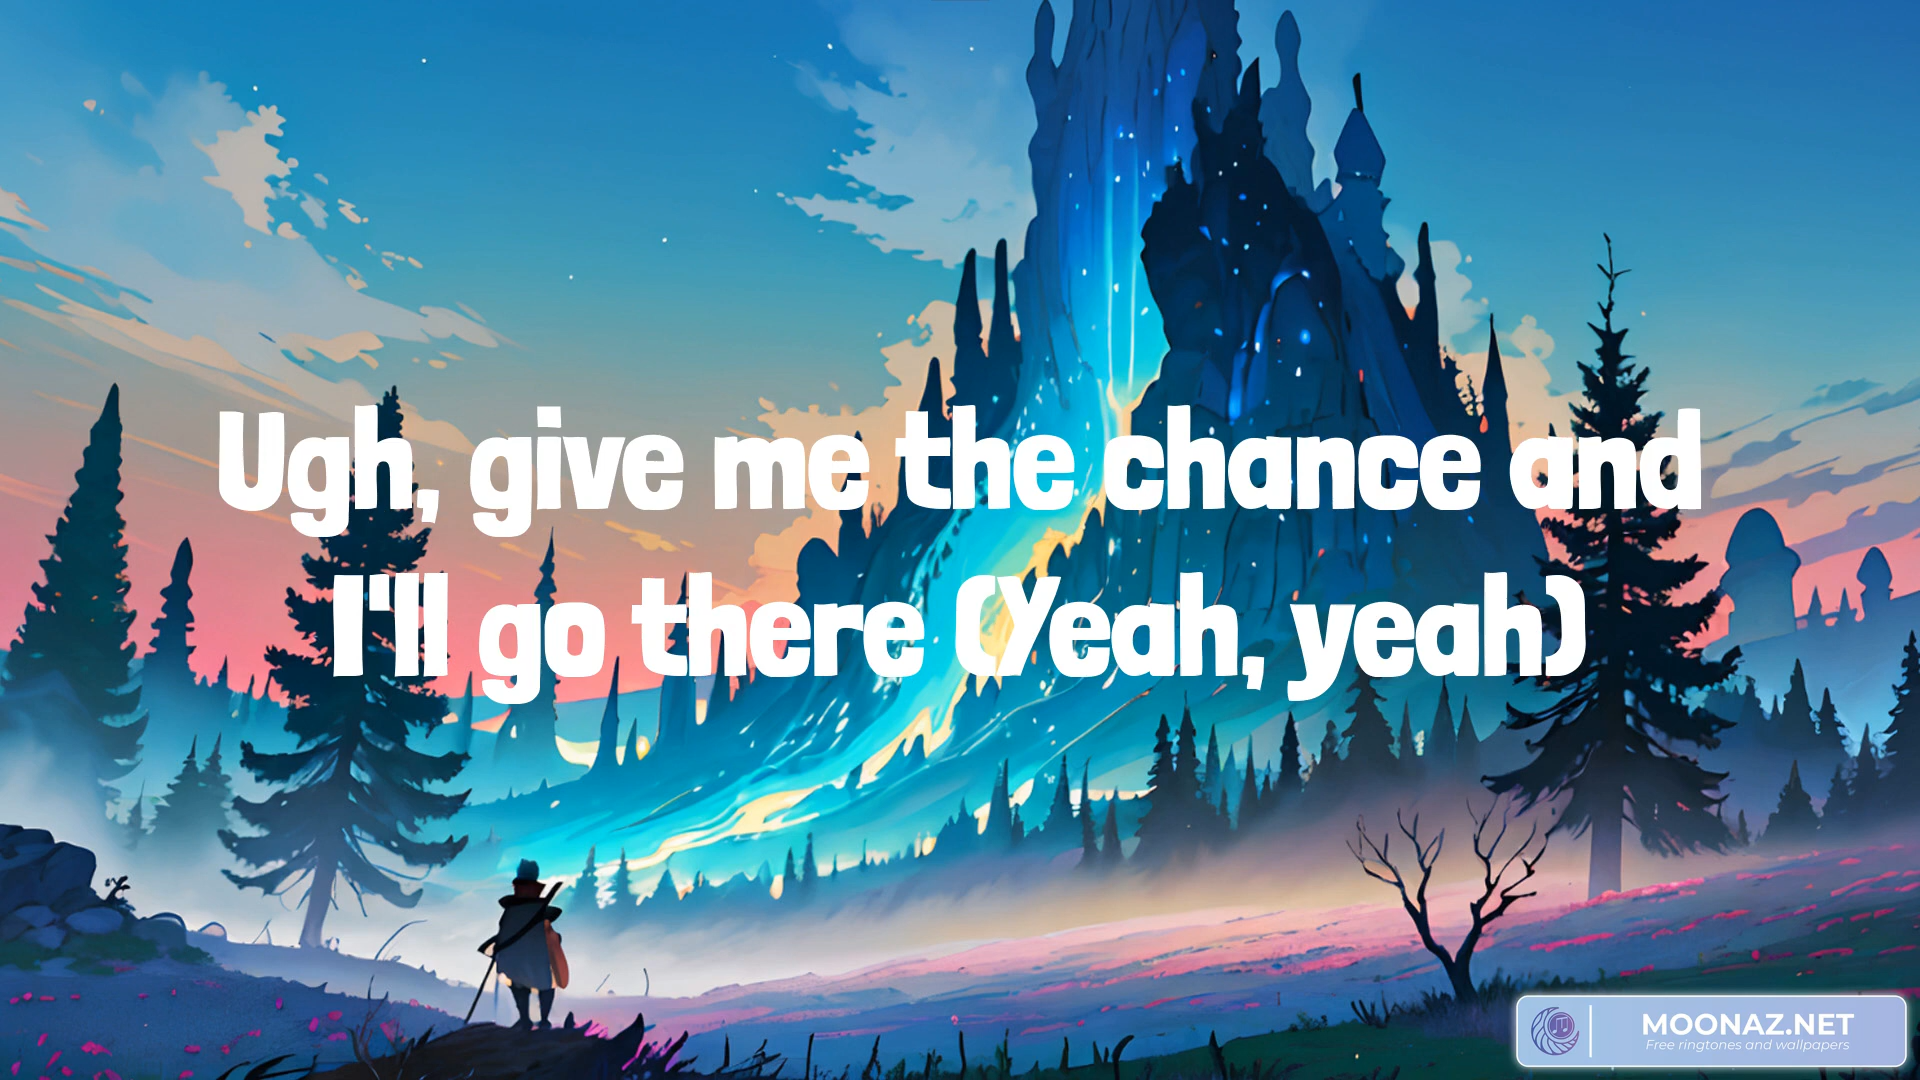 Ugh, give me the chance and
I'll go there (Yeah, yeah)
MOONAZ.NET
Free ringtones and wallpapers